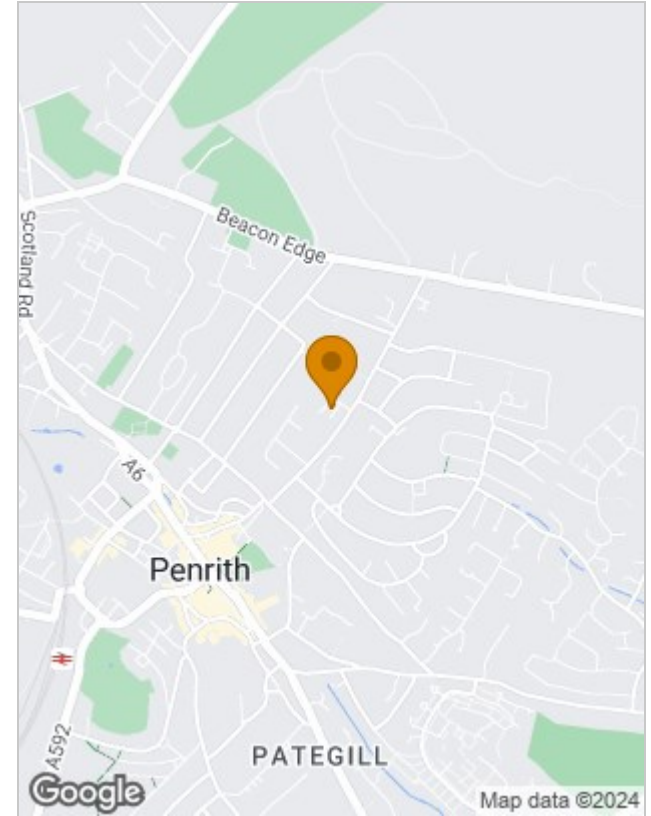 Beacon Edge
Scotland Rd
A6
Penrith
A592
PATEGILL
Google
Map data ©2024